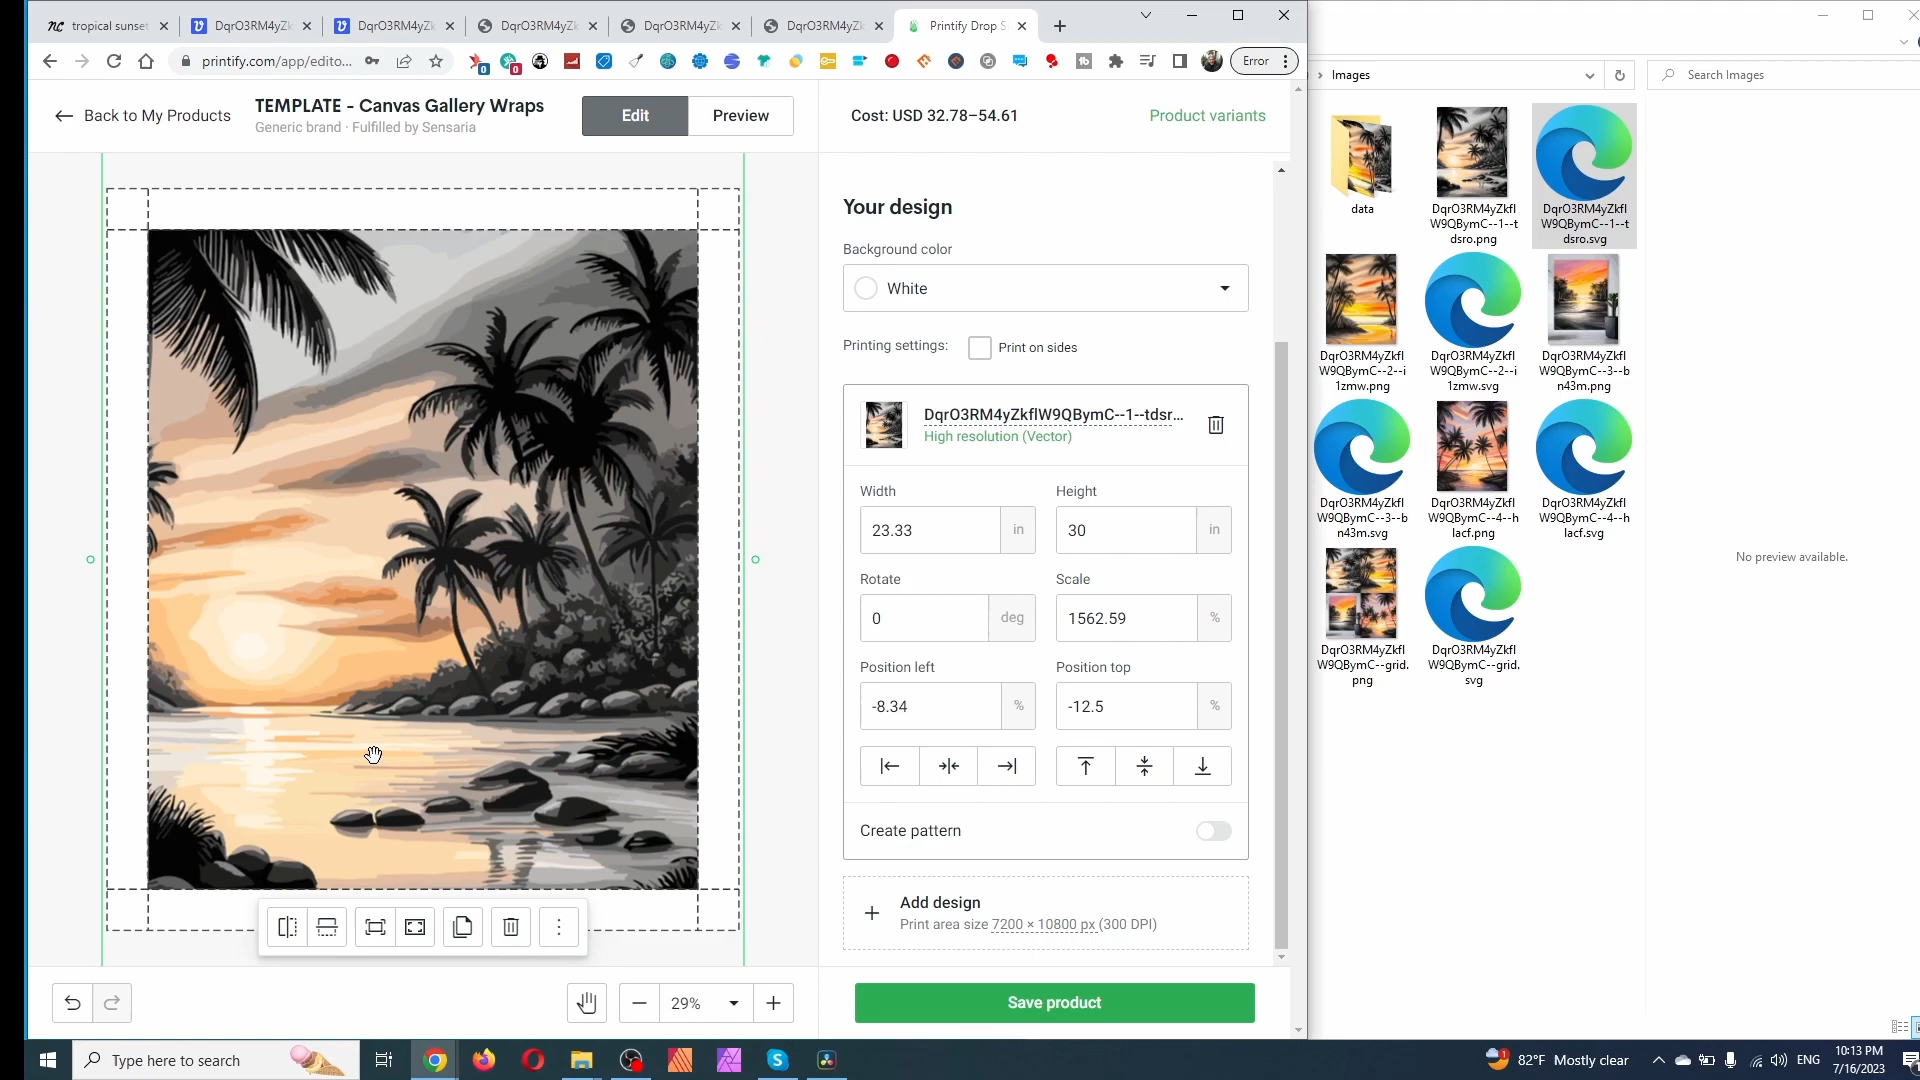 tropical sunset
DqrO3RM4yZk
DqrO3RM4yZk
DqrO3RM4yZk
DqrO3RM4yZk
DqrO3RM4yZk
Printify Drop S
printify.com/app/edito...
0
0
Error
Images
Search Images
Back to My Products
TEMPLATE - Canvas Gallery Wraps
Generic brand · Fulfilled by Sensaria
Edit
Preview
Cost: USD 32.78–54.61
Product variants
Your design
Background color
White
Printing settings:
Print on sides
DqrO3RM4yZkflW9QBymC--1--tdsr...
High resolution (Vector)
Width
Height
23.33
in
30
in
Rotate
Scale
0
deg
1562.59
%
Position left
Position top
-8.34
%
-12.5
%
Create pattern
Add design
Print area size 7200 × 10800 px (300 DPI)
29%
Save product
data
DqrO3RM4yZkfl
W9QBymC--1--t
dsro.png
DqrO3RM4yZkfl
W9QBymC--1--t
dsro.svg
DqrO3RM4yZkfl
W9QBymC--2--i
1zmw.png
DqrO3RM4yZkfl
W9QBymC--2--i
1zmw.svg
DqrO3RM4yZkfl
W9QBymC--3--b
n43m.png
DqrO3RM4yZkfl
W9QBymC--3--b
n43m.svg
DqrO3RM4yZkfl
W9QBymC--4--h
lacf.png
DqrO3RM4yZkfl
W9QBymC--4--h
lacf.svg
DqrO3RM4yZkfl
W9QBymC--grid.
png
DqrO3RM4yZkfl
W9QBymC--grid.
svg
No preview available.
Type here to search
1
82°F Mostly clear
ENG
10:13 PM
7/16/2023